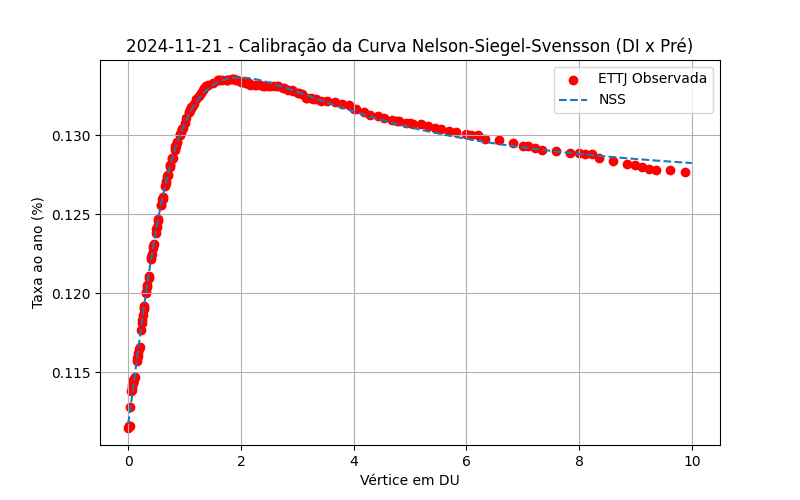 2024-11-21 - Calibração da Curva Nelson-Siegel-Svensson (DI x Pré)
ETTJ Observada
NSS
Taxa ao ano (%)
0.130
0.125
0.120
0.115
0 2 4 6 8 10
Vértice em DU